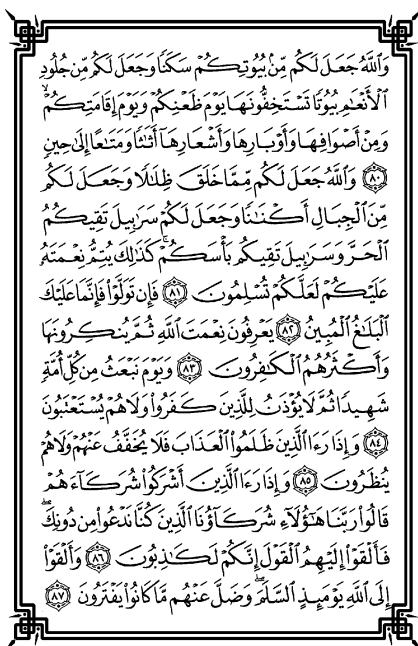 وَٱللَّهُ جَعَلَ لَكُم مِّنۢ بُيُوتِكُمۡ سَكَنٗا وَجَعَلَ لَكُم مِّن جُلُودِ
ٱلۡأَنۡعَٰمِ بُيُوتٗا تَسۡتَخِفُّونَهَا يَوۡمَ ظَعۡنِكُمۡ وَيَوۡمَ إِقَامَتِكُمۡ
وَمِنۡ أَصۡوَافِهَا وَأَوۡبَارِهَا وَأَشۡعَارِهَآ أَثَٰثٗا وَمَتَٰعًا إِلَىٰ حِينٖ
٨٠ وَٱللَّهُ جَعَلَ لَكُم مِّمَّا خَلَقَ ظِلَٰلٗا وَجَعَلَ لَكُم
مِّنَ ٱلۡجِبَالِ أَكۡنَٰنٗا وَجَعَلَ لَكُمۡ سَرَٰبِيلَ تَقِيكُمُ
ٱلۡحَرَّ وَسَرَٰبِيلَ تَقِيكُم بَأۡسَكُمۡۚ كَذَٰلِكَ يُتِمُّ نِعۡمَتَهُۥ
عَلَيۡكُمۡ لَعَلَّكُمۡ تُسۡلِمُونَ ٨١ فَإِن تَوَلَّوۡاْ فَإِنَّمَا عَلَيۡكَ
ٱلۡبَلَٰغُ ٱلۡمُبِينُ ٨٢ يَعۡرِفُونَ نِعۡمَتَ ٱللَّهِ ثُمَّ يُنكِرُونَهَا
وَأَكۡثَرُهُمُ ٱلۡكَٰفِرُونَ ٨٣ وَيَوۡمَ نَبۡعَثُ مِن كُلِّ أُمَّةٖ
شَهِيدٗا ثُمَّ لَا يُؤۡذَنُ لِلَّذِينَ كَفَرُواْ وَلَا هُمۡ يُسۡتَعۡتَبُونَ
٨٤ وَإِذَا رَءَا ٱلَّذِينَ ظَلَمُواْ ٱلۡعَذَابَ فَلَا يُخَفَّفُ عَنۡهُمۡ وَلَا هُمۡ
يُنظَرُونَ ٨٥ وَإِذَا رَءَا ٱلَّذِينَ أَشۡرَكُواْ شُرَكَآءَهُمۡ
قَالُواْ رَبَّنَا هَٰٓؤُلَآءِ شُرَكَآؤُنَا ٱلَّذِينَ كُنَّا نَدۡعُواْ مِن دُونِكَۖ
فَأَلۡقَوۡاْ إِلَيۡهِمُ ٱلۡقَوۡلَ إِنَّكُمۡ لَكَٰذِبُونَ ٨٦ وَأَلۡقَوۡاْ
إِلَى ٱللَّهِ يَوۡمَئِذٍ ٱلسَّلَمَۖ وَضَلَّ عَنۡهُم مَّا كَانُواْ يَفۡتَرُونَ ٨٧